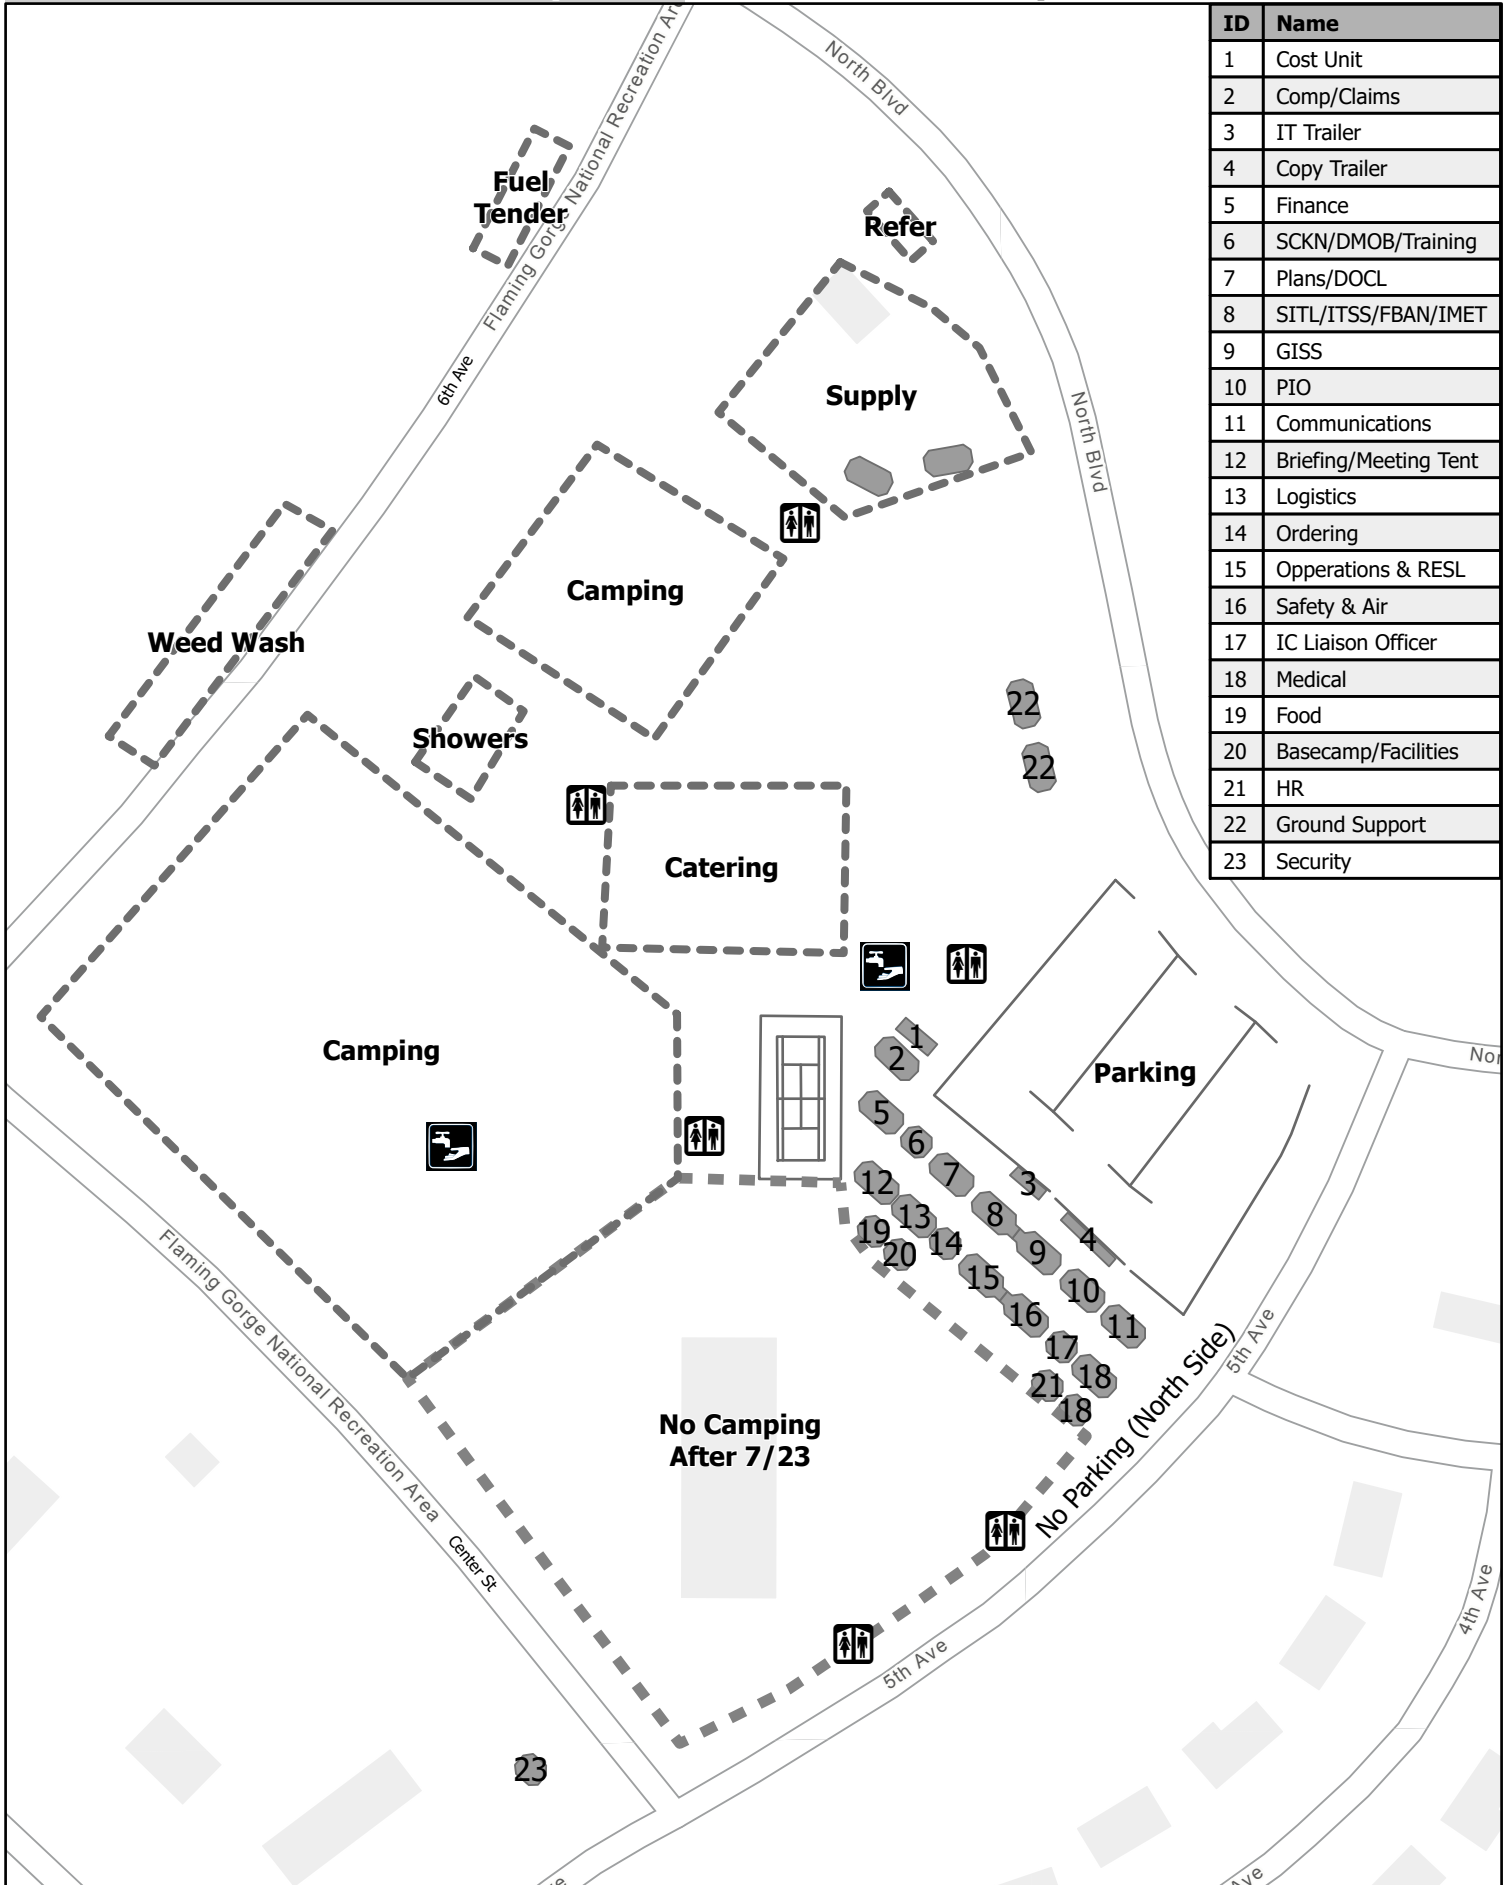 ID Name
1 Cost Unit
2 Comp/Claims
3 IT Trailer
4 Copy Trailer
5 Finance
6 SCKN/DMOB/Training
7 Plans/DOCL
8 SITL/ITSS/FBAN/IMET
9 GISS
10 PIO
11 Communications
12 Briefing/Meeting Tent
13 Logistics
14 Ordering
15 Opperations & RESL
16 Safety & Air
17 IC Liaison Officer
18 Medical
19 Food
20 Basecamp/Facilities
21 HR
22 Ground Support
23 Security
North Blvd
Flaming Gorge National Recreation Are
Fuel
Tender
Refer
6th Ave
Supply
North Blvd
Camping
Weed Wash
22
Showers
22
Catering
1
2
Camping
Parking
Nor
5
6
7
3
12
8
13
4
19
14
9
20
15
10
16
11
17
18
21
18
Flaming Gorge National Recreation Area
No Parking (North Side)
5th Ave
No Camping
After 7/23
Center St
4th Ave
5th Ave
23
Ave